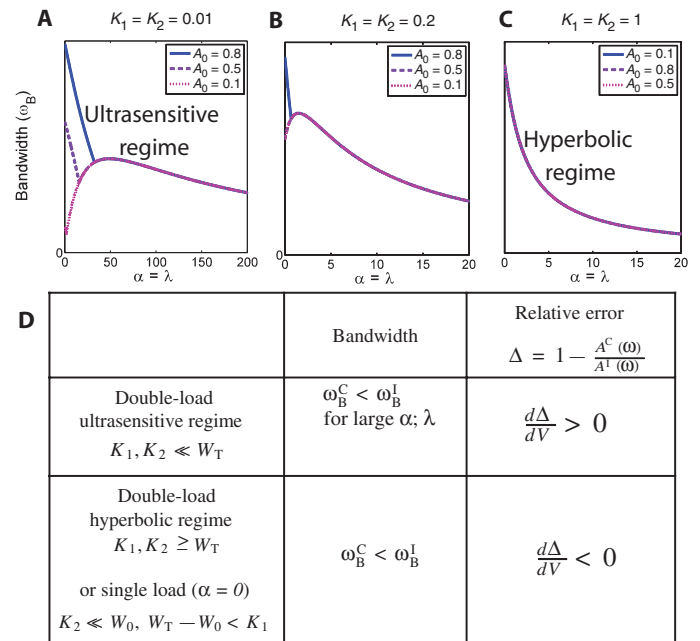 A
K₁ = K₂ = 0.01
A₀ = 0.8
A₀ = 0.5
A₀ = 0.1
Ultrasensitive
regime
Bandwidth (ω_B)
0
0 50 100 150 200
α = λ
B
K₁ = K₂ = 0.2
A₀ = 0.8
A₀ = 0.5
A₀ = 0.1
0
0 5 10 15 20
α = λ
C
K₁ = K₂ = 1
A₀ = 0.1
A₀ = 0.8
A₀ = 0.5
Hyperbolic
regime
0
0 5 10 15 20
α = λ
D
Bandwidth
Relative error
Δ = 1 − A^C (ω) / A^I (ω)
Double-load
ultrasensitive regime
K₁, K₂ ≪ W_T
ω_B^C < ω_B^I
for large α; λ
dΔ/dV > 0
Double-load
hyperbolic regime
K₁, K₂ ≧ W_T
or single load (α = 0)
K₂ ≪ W₀, W_T — W₀ < K₁
ω_B^C < ω_B^I
dΔ/dV < 0